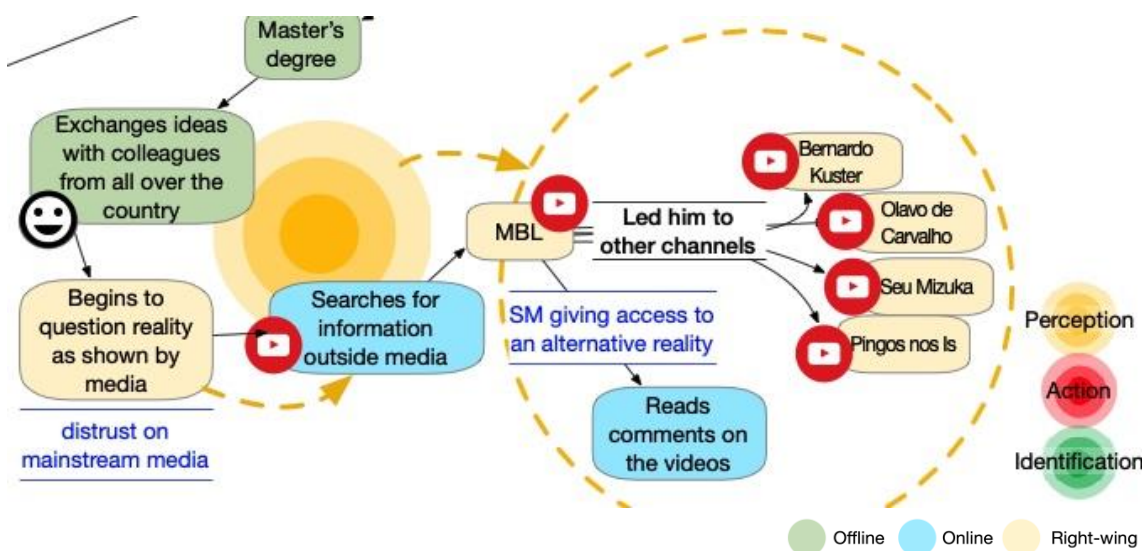 Master's
degree
Exchanges ideas
with colleagues
from all over the
country
Begins to
question reality
as shown by
media
distrust on
mainstream media
Searches for
information
outside media
MBL
Led him to
other channels
SM giving access to
an alternative reality
Reads
comments on
the videos
Bernardo
Kuster
Olavo de
Carvalho
Seu Mizuka
Pingos nos Is
Perception
Action
Identification
Offline
Online
Right-wing